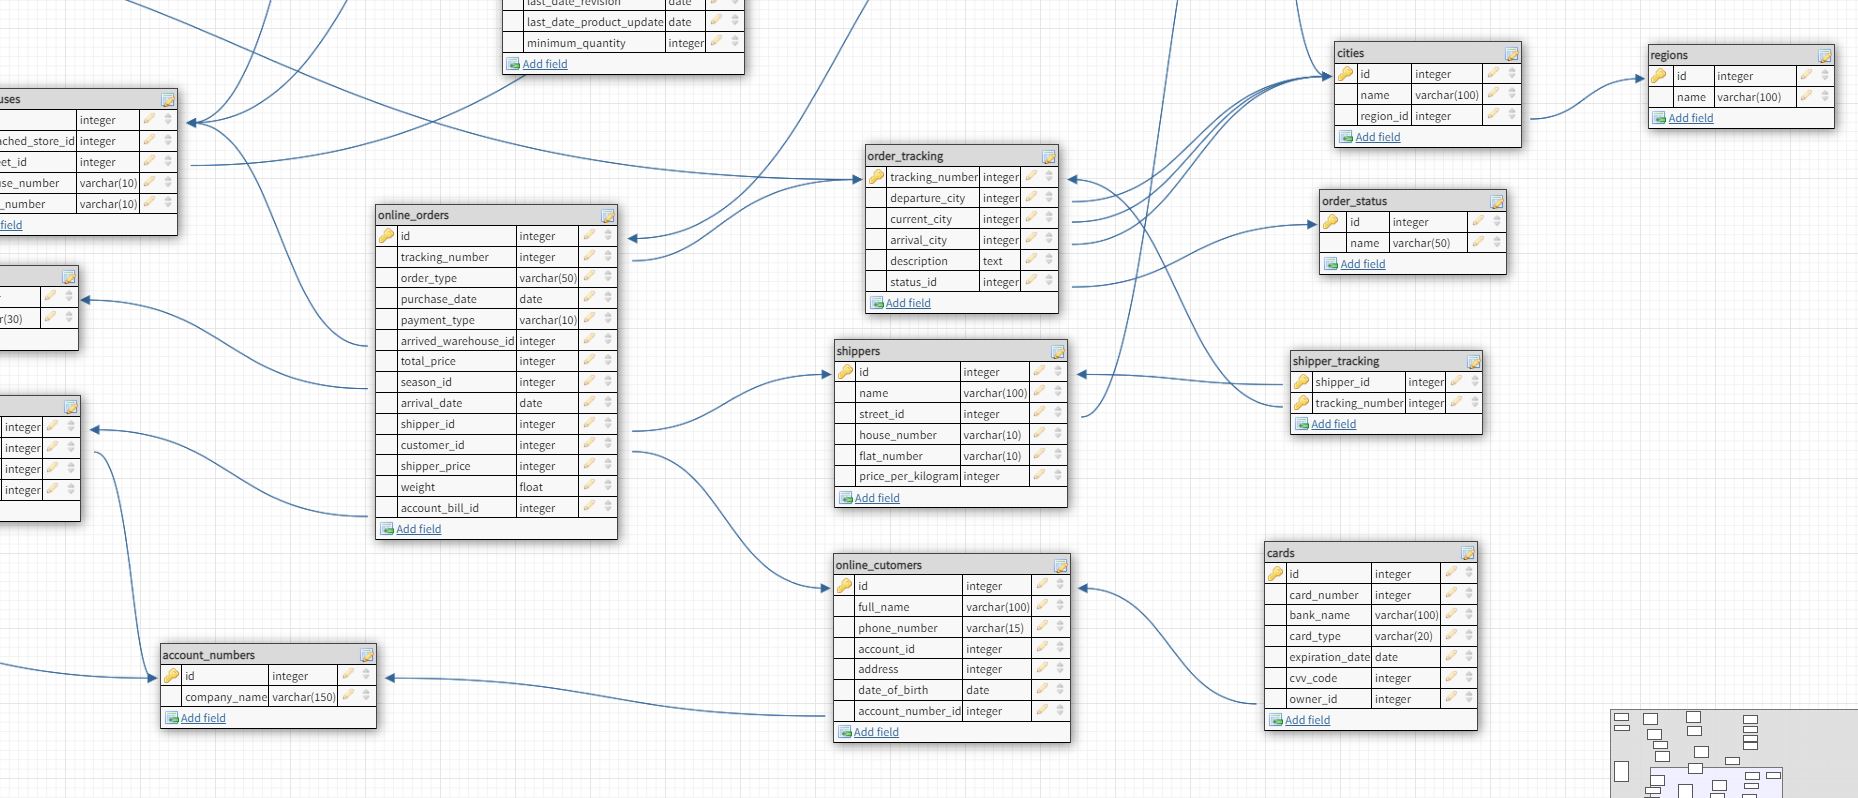 last_date_revision date
last_date_product_update date
minimum_quantity integer
Add field
uses
integer
ached_store_id integer
eet_id integer
use_number varchar(10)
_number varchar(10)
field
r(30)
integer
integer
integer
integer
online_orders
id integer
tracking_number integer
order_type varchar(50)
purchase_date date
payment_type varchar(10)
arrived_warehouse_id integer
total_price integer
season_id integer
arrival_date date
shipper_id integer
customer_id integer
shipper_price integer
weight float
account_bill_id integer
Add field
account_numbers
id integer
company_name varchar(150)
Add field
order_tracking
tracking_number integer
departure_city integer
current_city integer
arrival_city integer
description text
status_id integer
Add field
shippers
id integer
name varchar(100)
street_id integer
house_number varchar(10)
flat_number varchar(10)
price_per_kilogram integer
Add field
online_cutomers
id integer
full_name varchar(100)
phone_number varchar(15)
account_id integer
address integer
date_of_birth date
account_number_id integer
Add field
cities
id integer
name varchar(100)
region_id integer
Add field
regions
id integer
name varchar(100)
Add field
order_status
id integer
name varchar(50)
Add field
shipper_tracking
shipper_id integer
tracking_number integer
Add field
cards
id integer
card_number integer
bank_name varchar(100)
card_type varchar(20)
expiration_date date
cvv_code integer
owner_id integer
Add field